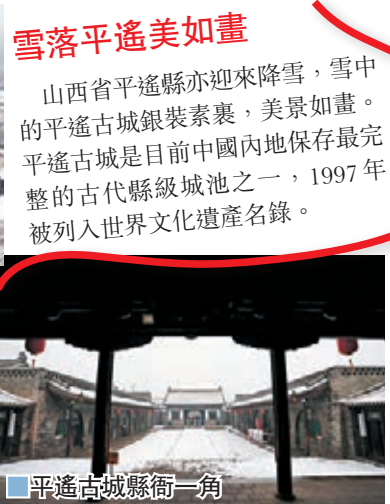 雪落平遙美如畫
山西省平遙縣亦迎來降雪，雪中
的平遙古城銀裝素裹，美景如畫。
平遙古城是目前中國內地保存最完
整的古代縣級城池之一，1997年
被列入世界文化遺產名錄。
平遙古城縣衙一角